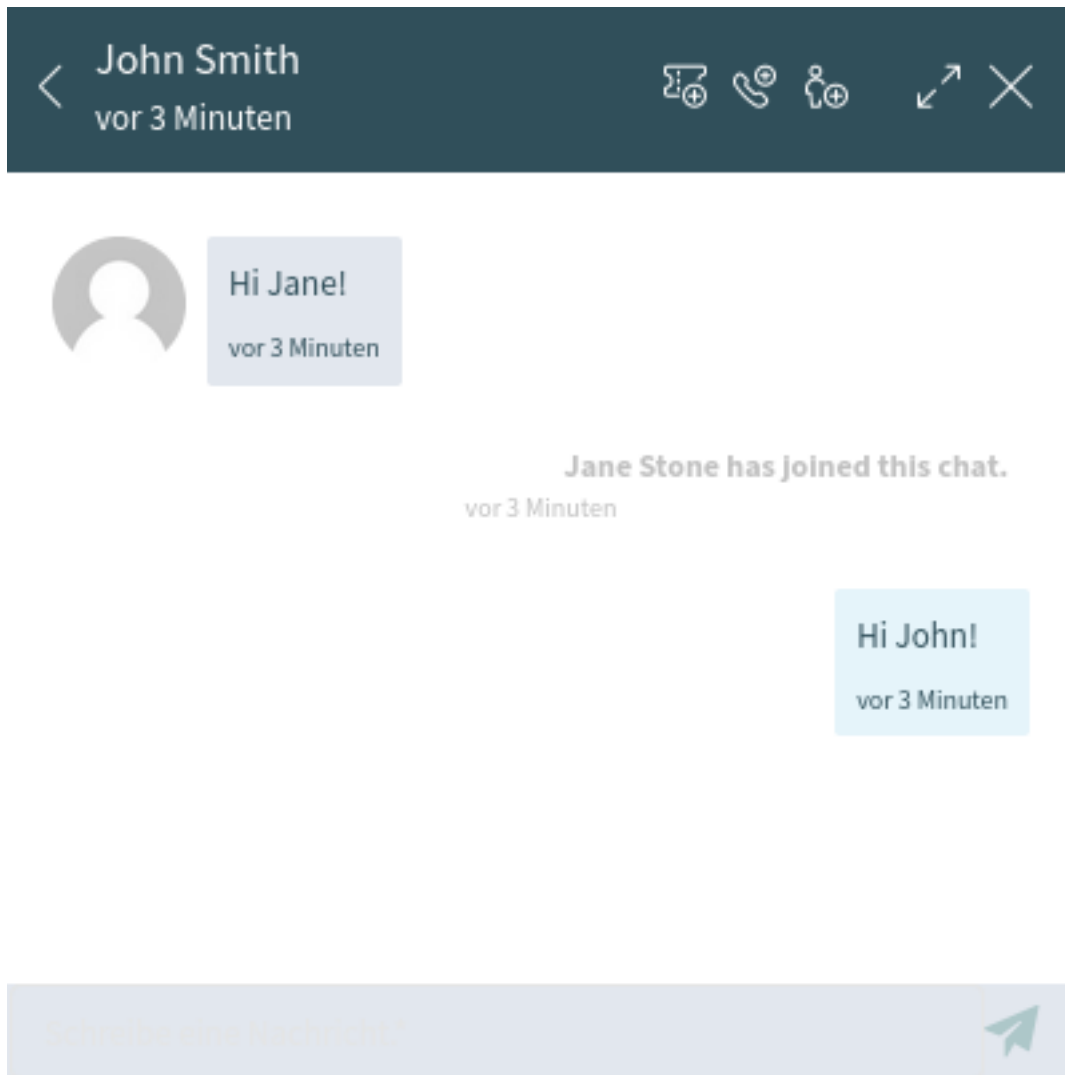 John Smith
vor 3 Minuten
Hi Jane!
vor 3 Minuten
Jane Stone has joined this chat.
vor 3 Minuten
Hi John!
vor 3 Minuten